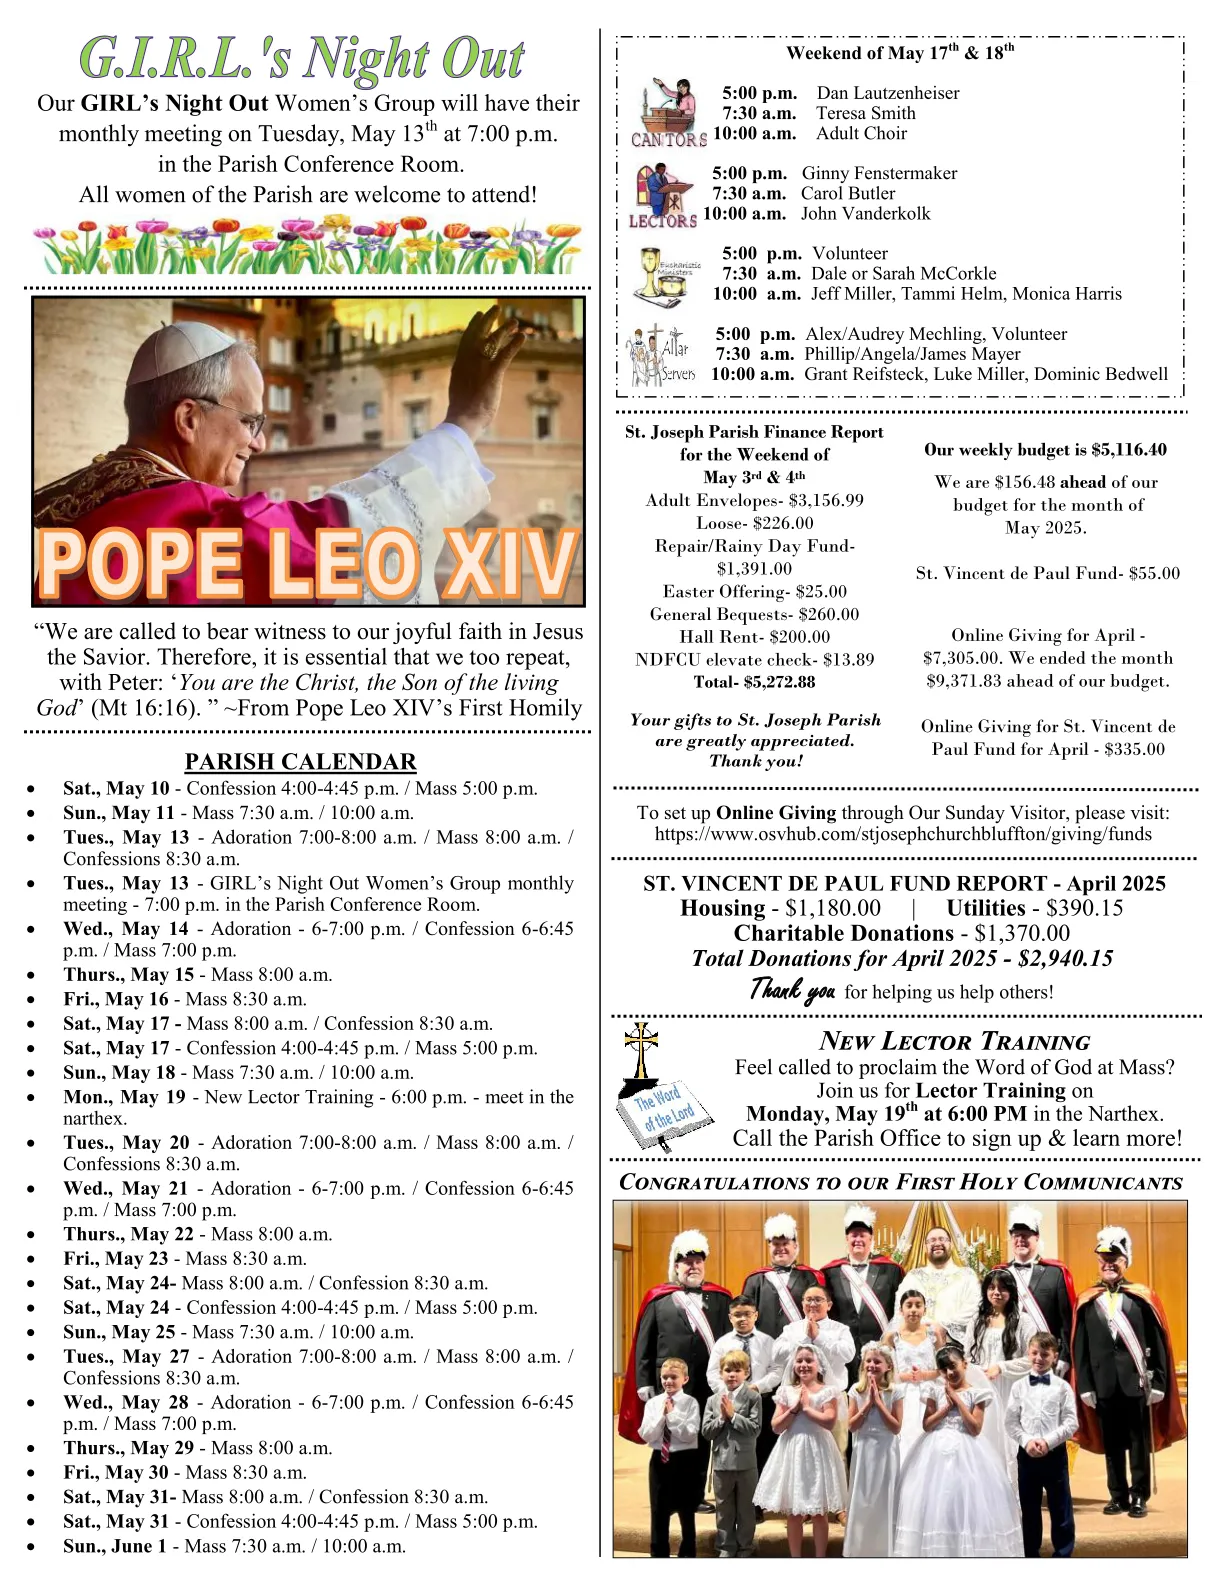 G.I.R.L.'s Night Out
Our GIRL's Night Out Women's Group will have their
monthly meeting on Tuesday, May 13th at 7:00 p.m.
in the Parish Conference Room.
All women of the Parish are welcome to attend!
POPE LEO XIV
“We are called to bear witness to our joyful faith in Jesus
the Savior. Therefore, it is essential that we too repeat,
with Peter: ‘You are the Christ, the Son of the living
God’ (Mt 16:16). ” ~From Pope Leo XIV’s First Homily
PARISH CALENDAR
• Sat., May 10 - Confession 4:00-4:45 p.m. / Mass 5:00 p.m.
• Sun., May 11 - Mass 7:30 a.m. / 10:00 a.m.
• Tues., May 13 - Adoration 7:00-8:00 a.m. / Mass 8:00 a.m. /
Confessions 8:30 a.m.
• Tues., May 13 - GIRL’s Night Out Women’s Group monthly
meeting - 7:00 p.m. in the Parish Conference Room.
• Wed., May 14 - Adoration - 6-7:00 p.m. / Confession 6-6:45
p.m. / Mass 7:00 p.m.
• Thurs., May 15 - Mass 8:00 a.m.
• Fri., May 16 - Mass 8:30 a.m.
• Sat., May 17 - Mass 8:00 a.m. / Confession 8:30 a.m.
• Sat., May 17 - Confession 4:00-4:45 p.m. / Mass 5:00 p.m.
• Sun., May 18 - Mass 7:30 a.m. / 10:00 a.m.
• Mon., May 19 - New Lector Training - 6:00 p.m. - meet in the
narthex.
• Tues., May 20 - Adoration 7:00-8:00 a.m. / Mass 8:00 a.m. /
Confessions 8:30 a.m.
• Wed., May 21 - Adoration - 6-7:00 p.m. / Confession 6-6:45
p.m. / Mass 7:00 p.m.
• Thurs., May 22 - Mass 8:00 a.m.
• Fri., May 23 - Mass 8:30 a.m.
• Sat., May 24- Mass 8:00 a.m. / Confession 8:30 a.m.
• Sat., May 24 - Confession 4:00-4:45 p.m. / Mass 5:00 p.m.
• Sun., May 25 - Mass 7:30 a.m. / 10:00 a.m.
• Tues., May 27 - Adoration 7:00-8:00 a.m. / Mass 8:00 a.m. /
Confessions 8:30 a.m.
• Wed., May 28 - Adoration - 6-7:00 p.m. / Confession 6-6:45
p.m. / Mass 7:00 p.m.
• Thurs., May 29 - Mass 8:00 a.m.
• Fri., May 30 - Mass 8:30 a.m.
• Sat., May 31- Mass 8:00 a.m. / Confession 8:30 a.m.
• Sat., May 31 - Confession 4:00-4:45 p.m. / Mass 5:00 p.m.
• Sun., June 1 - Mass 7:30 a.m. / 10:00 a.m.
Weekend of May 17th & 18th
5:00 p.m. Dan Lautzenheiser
7:30 a.m. Teresa Smith
CANTORS 10:00 a.m. Adult Choir
5:00 p.m. Ginny Fenstermaker
7:30 a.m. Carol Butler
LECTORS 10:00 a.m. John Vanderkolk
5:00 p.m. Volunteer
Eucharistic
Ministers
7:30 a.m. Dale or Sarah McCorkle
10:00 a.m. Jeff Miller, Tammi Helm, Monica Harris
5:00 p.m. Alex/Audrey Mechling, Volunteer
Altar
7:30 a.m. Phillip/Angela/James Mayer
Servers 10:00 a.m. Grant Reifsteck, Luke Miller, Dominic Bedwell
St. Joseph Parish Finance Report
for the Weekend of
May 3rd & 4th
Adult Envelopes- $3,156.99
Loose- $226.00
Repair/Rainy Day Fund-
$1,391.00
Easter Offering- $25.00
General Bequests- $260.00
Hall Rent- $200.00
NDFCU elevate check- $13.89
Total- $5,272.88
Your gifts to St. Joseph Parish
are greatly appreciated.
Thank you!
Our weekly budget is $5,116.40
We are $156.48 ahead of our
budget for the month of
May 2025.
St. Vincent de Paul Fund- $55.00
Online Giving for April -
$7,305.00. We ended the month
$9,371.83 ahead of our budget.
Online Giving for St. Vincent de
Paul Fund for April - $335.00
To set up Online Giving through Our Sunday Visitor, please visit:
https://www.osvhub.com/stjosephchurchbluffton/giving/funds
ST. VINCENT DE PAUL FUND REPORT - April 2025
Housing - $1,180.00 | Utilities - $390.15
Charitable Donations - $1,370.00
Total Donations for April 2025 - $2,940.15
Thank you for helping us help others!
The Word
of the Lord
NEW LECTOR TRAINING
Feel called to proclaim the Word of God at Mass?
Join us for Lector Training on
Monday, May 19th at 6:00 PM in the Narthex.
Call the Parish Office to sign up & learn more!
CONGRATULATIONS TO OUR FIRST HOLY COMMUNICANTS